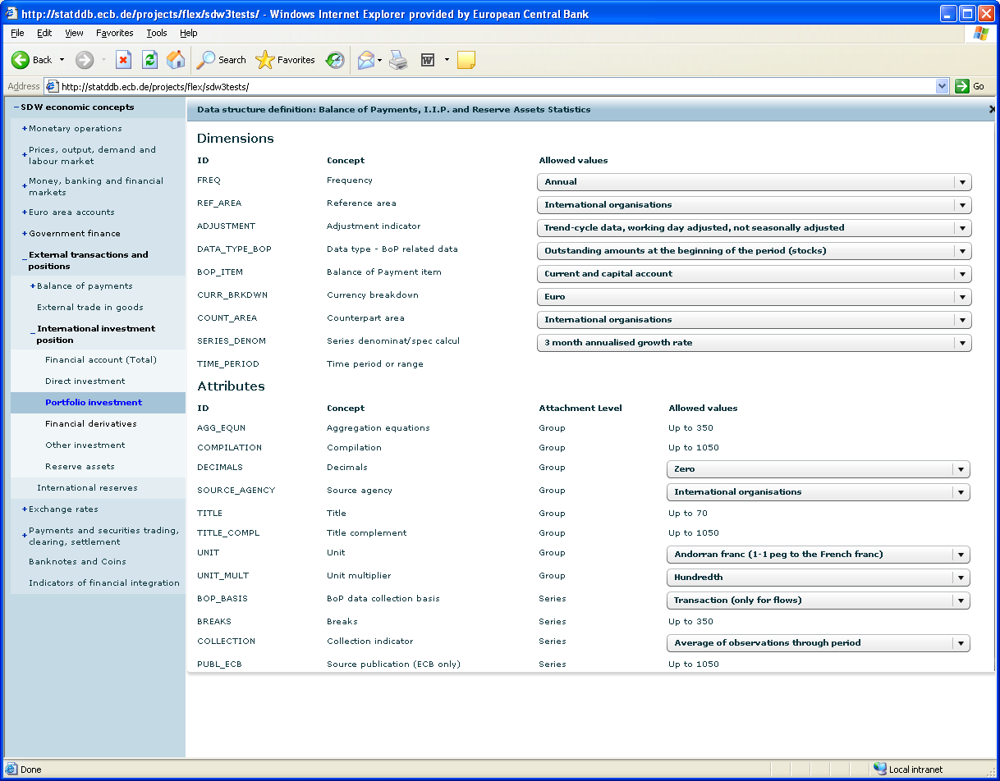 http://statddb.ecb.de/projects/flex/sdw3tests/ - Windows Internet Explorer provided by European Central Bank
File Edit View Favorites Tools Help
Back Search Favorites
Address http://statddb.ecb.de/projects/flex/sdw3tests/ Go
SDW economic concepts
+Monetary operations
+Prices, output, demand and
labour market
+Money, banking and financial
markets
+Euro area accounts
+Government finance
External transactions and
positions
+Balance of payments
External trade in goods
International investment
position
Financial account (Total)
Direct investment
Portfolio investment
Financial derivatives
Other investment
Reserve assets
International reserves
+Exchange rates
+Payments and securities trading,
clearing, settlement
Banknotes and Coins
Indicators of financial integration
Data structure definition: Balance of Payments, I.I.P. and Reserve Assets Statistics
Dimensions
ID Concept Allowed values
FREQ Frequency Annual
REF_AREA Reference area International organisations
ADJUSTMENT Adjustment indicator Trend-cycle data, working day adjusted, not seasonally adjusted
DATA_TYPE_BOP Data type - BoP related data Outstanding amounts at the beginning of the period (stocks)
BOP_ITEM Balance of Payment item Current and capital account
CURR_BRKDWN Currency breakdown Euro
COUNT_AREA Counterpart area International organisations
SERIES_DENOM Series denominat/spec calcul 3 month annualised growth rate
TIME_PERIOD Time period or range
Attributes
ID Concept Attachment Level Allowed values
AGG_EQUN Aggregation equations Group Up to 350
COMPILATION Compilation Group Up to 1050
DECIMALS Decimals Group Zero
SOURCE_AGENCY Source agency Group International organisations
TITLE Title Group Up to 70
TITLE_COMPL Title complement Group Up to 1050
UNIT Unit Group Andorran franc (1-1 peg to the French franc)
UNIT_MULT Unit multiplier Group Hundredth
BOP_BASIS BoP data collection basis Series Transaction (only for flows)
BREAKS Breaks Series Up to 350
COLLECTION Collection indicator Series Average of observations through period
PUBL_ECB Source publication (ECB only) Series Up to 1050
Done Local intranet